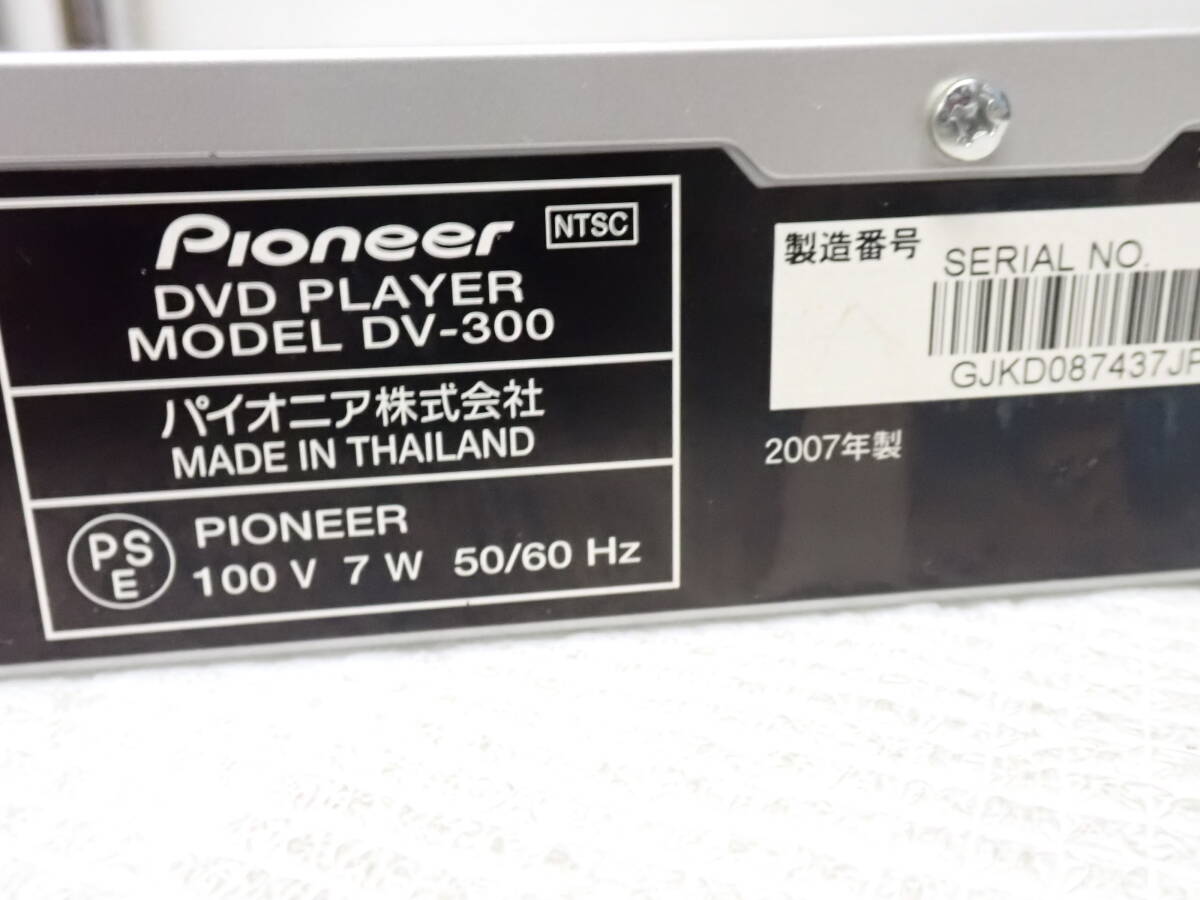 Pioneer NTSC
DVD PLAYER
MODEL DV-300
パイオニア株式会社
MADE IN THAILAND
PSE PIONEER
100 V 7 W 50/60 Hz
製造番号 SERIAL NO.
GJKD087437JP
2007年製